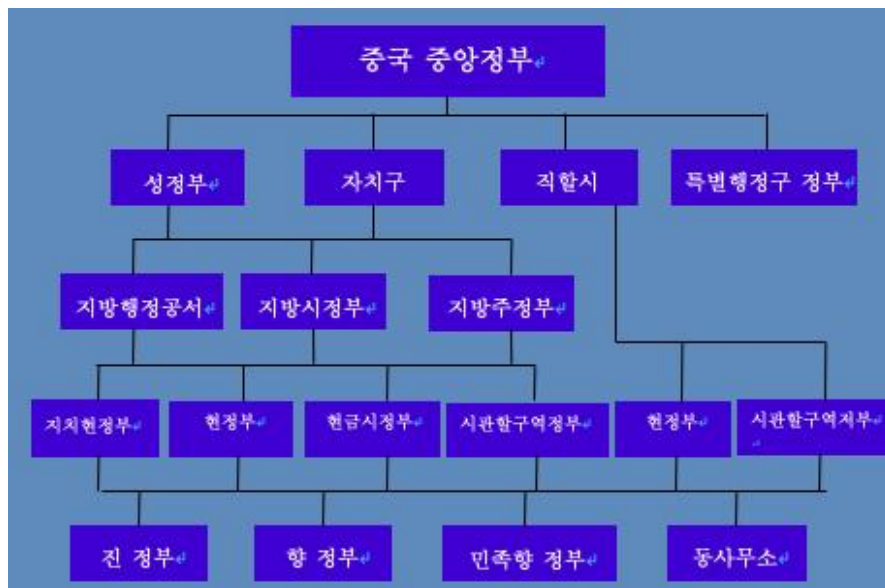 중국 중앙정부
성정부
자치구
직할시
특별행정구 정부
지방행정공서
지방시정부
지방주정부
지치현정부
현정부
현금시정부
시관할구역정부
현정부
시관할구역저부
진 정부
향 정부
민족향 정부
동사무소